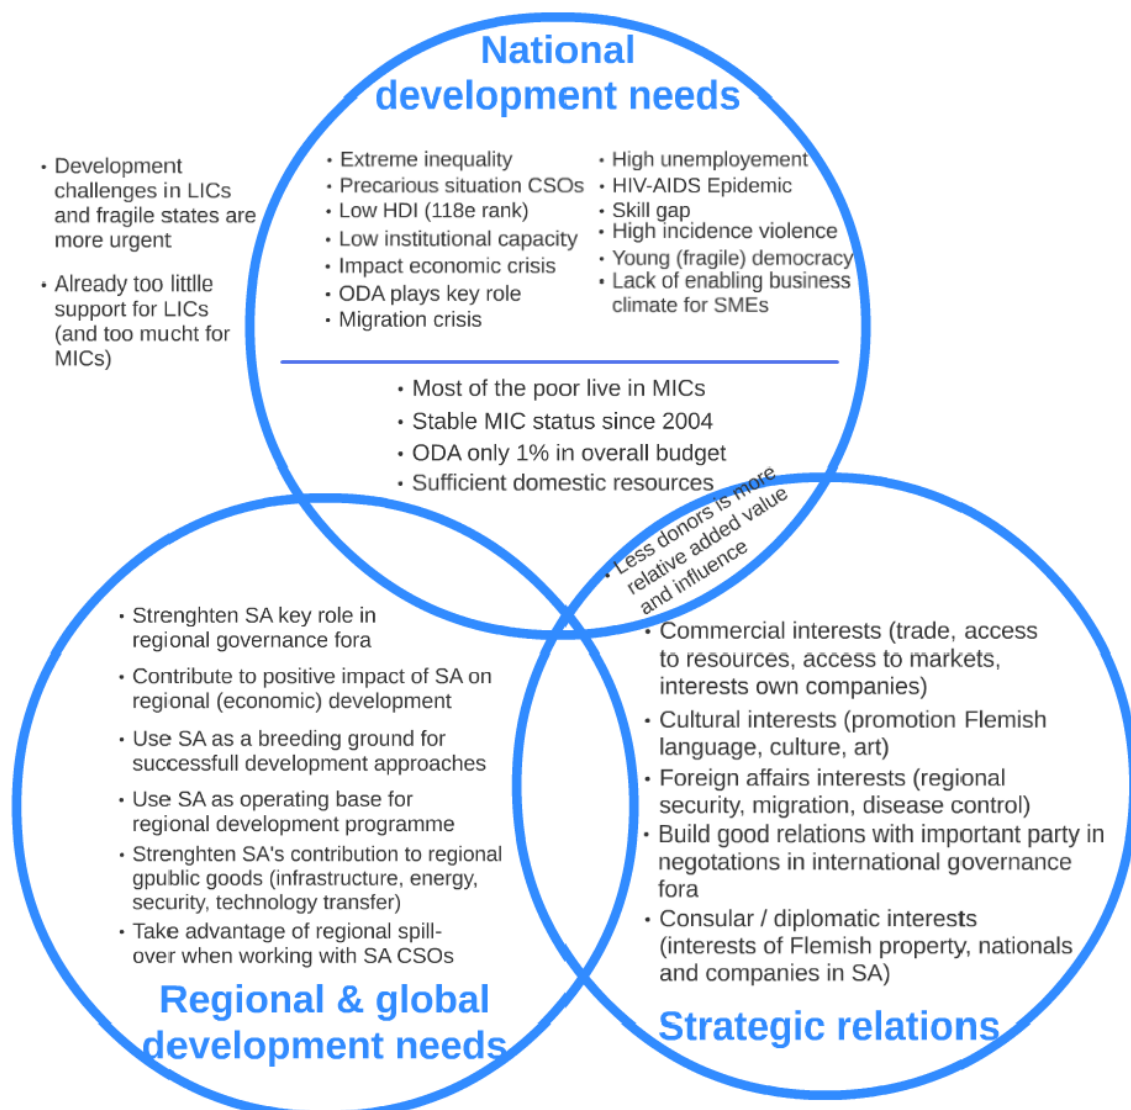 National
development needs
• Development
challenges in LICs
and fragile states are
more urgent
• Already too littlle
support for LICs
(and too mucht for
MICs)
• Extreme inequality
• Precarious situation CSOs
• Low HDI (118e rank)
• Low institutional capacity
• Impact economic crisis
• ODA plays key role
• Migration crisis
• High unemployement
• HIV-AIDS Epidemic
• Skill gap
• High incidence violence
• Young (fragile) democracy
• Lack of enabling business
climate for SMEs
• Most of the poor live in MICs
• Stable MIC status since 2004
• ODA only 1% in overall budget
• Sufficient domestic resources
• Less donors is more
relative added value
and influence
• Strenghten SA key role in
regional governance fora
• Contribute to positive impact of SA on
regional (economic) development
• Use SA as a breeding ground for
successfull development approaches
• Use SA as operating base for
regional development programme
• Strenghten SA's contribution to regional
gpublic goods (infrastructure, energy,
security, technology transfer)
• Take advantage of regional spill-
over when working with SA CSOs
Regional & global
development needs
• Commercial interests (trade, access
to resources, access to markets,
interests own companies)
• Cultural interests (promotion Flemish
language, culture, art)
• Foreign affairs interests (regional
security, migration, disease control)
• Build good relations with important party in
negotations in international governance
fora
• Consular / diplomatic interests
(interests of Flemish property, nationals
and companies in SA)
Strategic relations